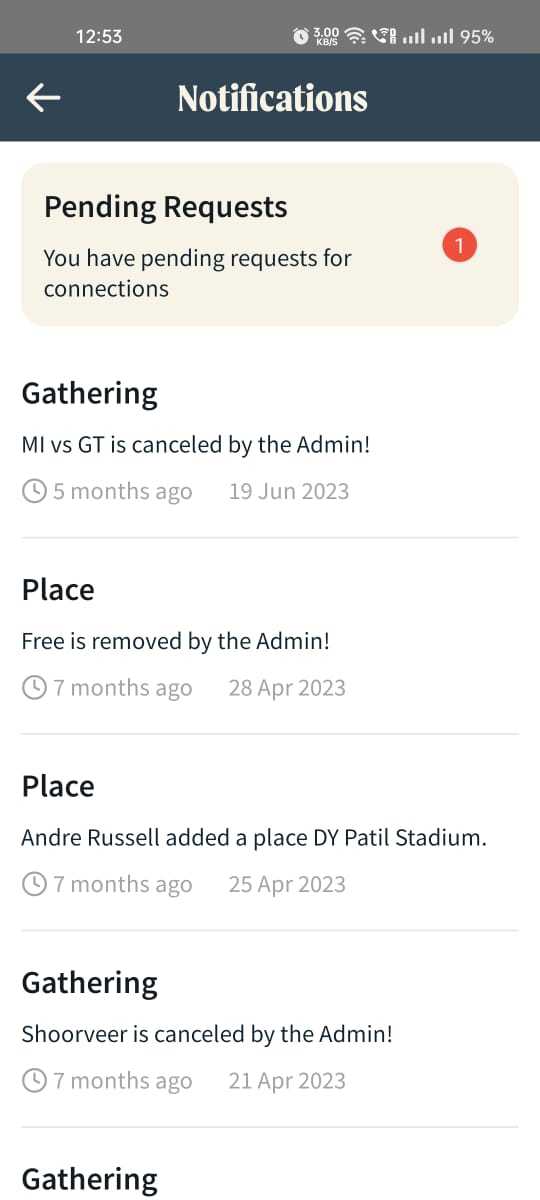 12:53
3.00 KB/S
95%
Notifications
Pending Requests
You have pending requests for
connections
1
Gathering
MI vs GT is canceled by the Admin!
5 months ago 19 Jun 2023
Place
Free is removed by the Admin!
7 months ago 28 Apr 2023
Place
Andre Russell added a place DY Patil Stadium.
7 months ago 25 Apr 2023
Gathering
Shoorveer is canceled by the Admin!
7 months ago 21 Apr 2023
Gathering